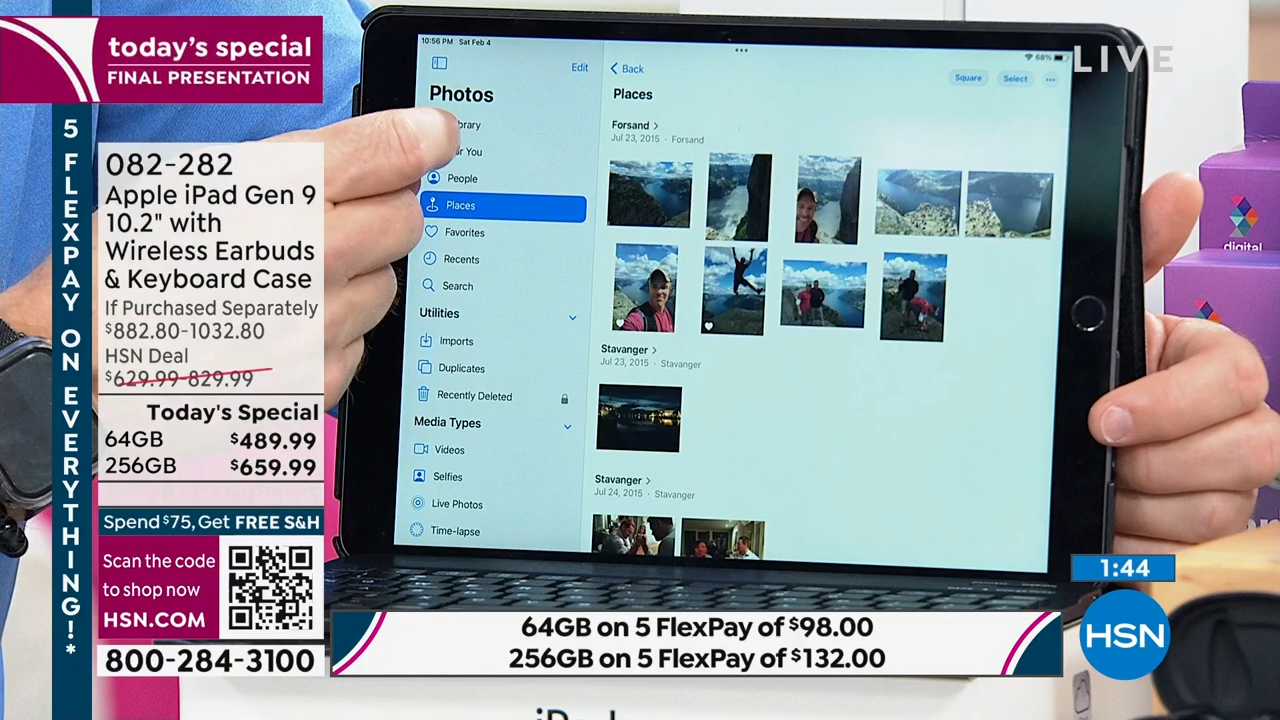 today's special
FINAL PRESENTATION
5 FLEXPAY ON EVERYTHING!*
082-282
Apple iPad Gen 9
10.2" with
Wireless Earbuds
& Keyboard Case
If Purchased Separately
$882.80-1032.80
HSN Deal
$629.99-829.99
Today's Special
64GB $489.99
256GB $659.99
Spend $75, Get FREE S&H
Scan the code
to shop now
HSN.COM
800-284-3100
10:56 PM Sat Feb 4
68%
LIVE
Edit
Photos
brary
r You
People
Places
Favorites
Recents
Search
Utilities
Imports
Duplicates
Recently Deleted
Media Types
Videos
Selfies
Live Photos
Time-lapse
Back
Square
Select
Places
Forsand >
Jul 23, 2015 · Forsand
Stavanger >
Jul 23, 2015 · Stavanger
Stavanger >
Jul 24, 2015 · Stavanger
digital
1:44
HSN
64GB on 5 FlexPay of $98.00
256GB on 5 FlexPay of $132.00